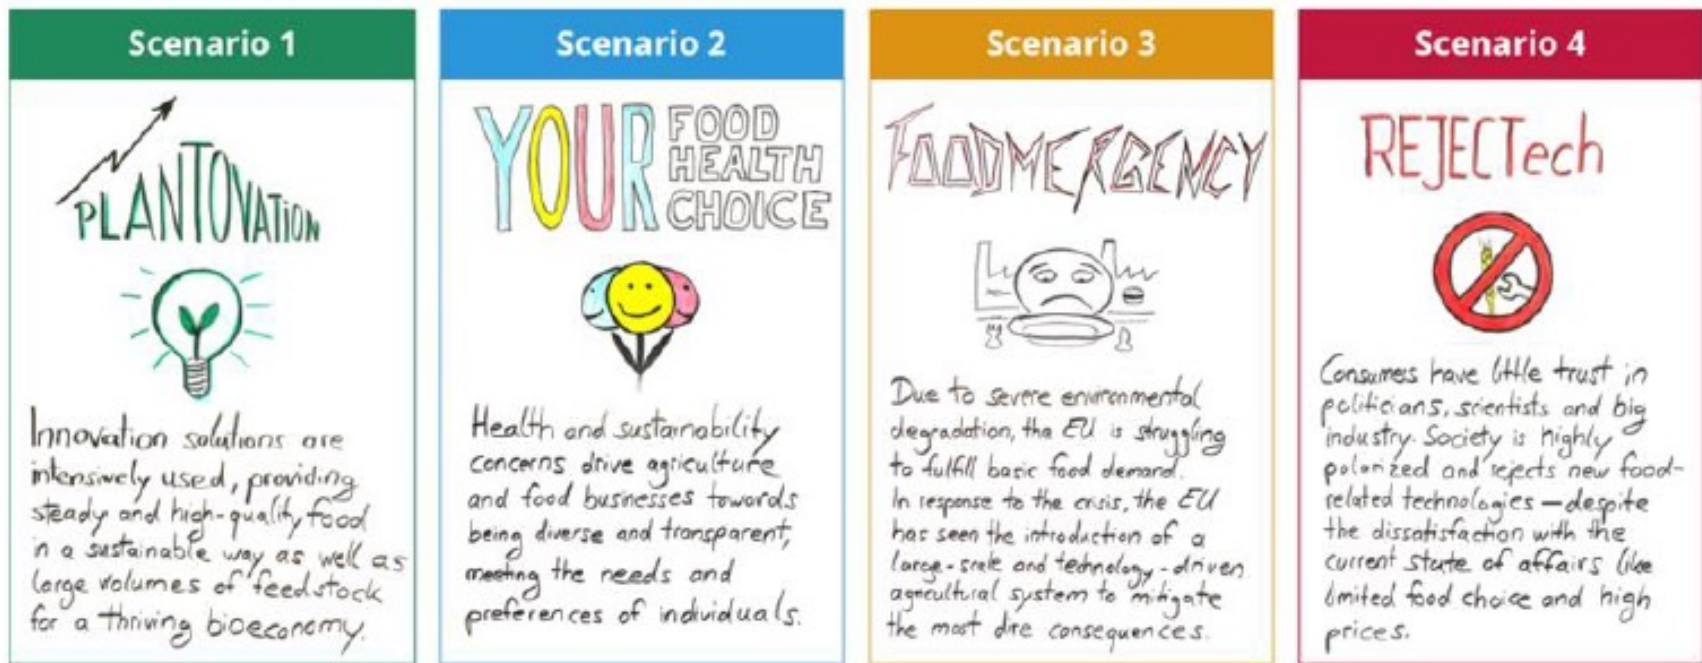 Scenario 1
PLANTOVATION
Innovation solutions are
intensively used, providing
steady and high-quality food
in a sustainable way as well as
large volumes of feedstock
for a thriving bioeconomy.
Scenario 2
YOUR FOOD
HEALTH
CHOICE
Health and sustainability
concerns drive agriculture
and food businesses towards
being diverse and transparent,
meeting the needs and
preferences of individuals.
Scenario 3
FOODMERGENCY
Due to severe environmental
degradation, the EU is struggling
to fulfill basic food demand.
In response to the crisis, the EU
has seen the introduction of a
large-scale and technology-driven
agricultural system to mitigate
the most dire consequences.
Scenario 4
REJECTech
Consumers have little trust in
politicians, scientists and big
industry. Society is highly
polarized and rejects new food-
related technologies – despite
the dissatisfaction with the
current state of affairs like
limited food choice and high
prices.